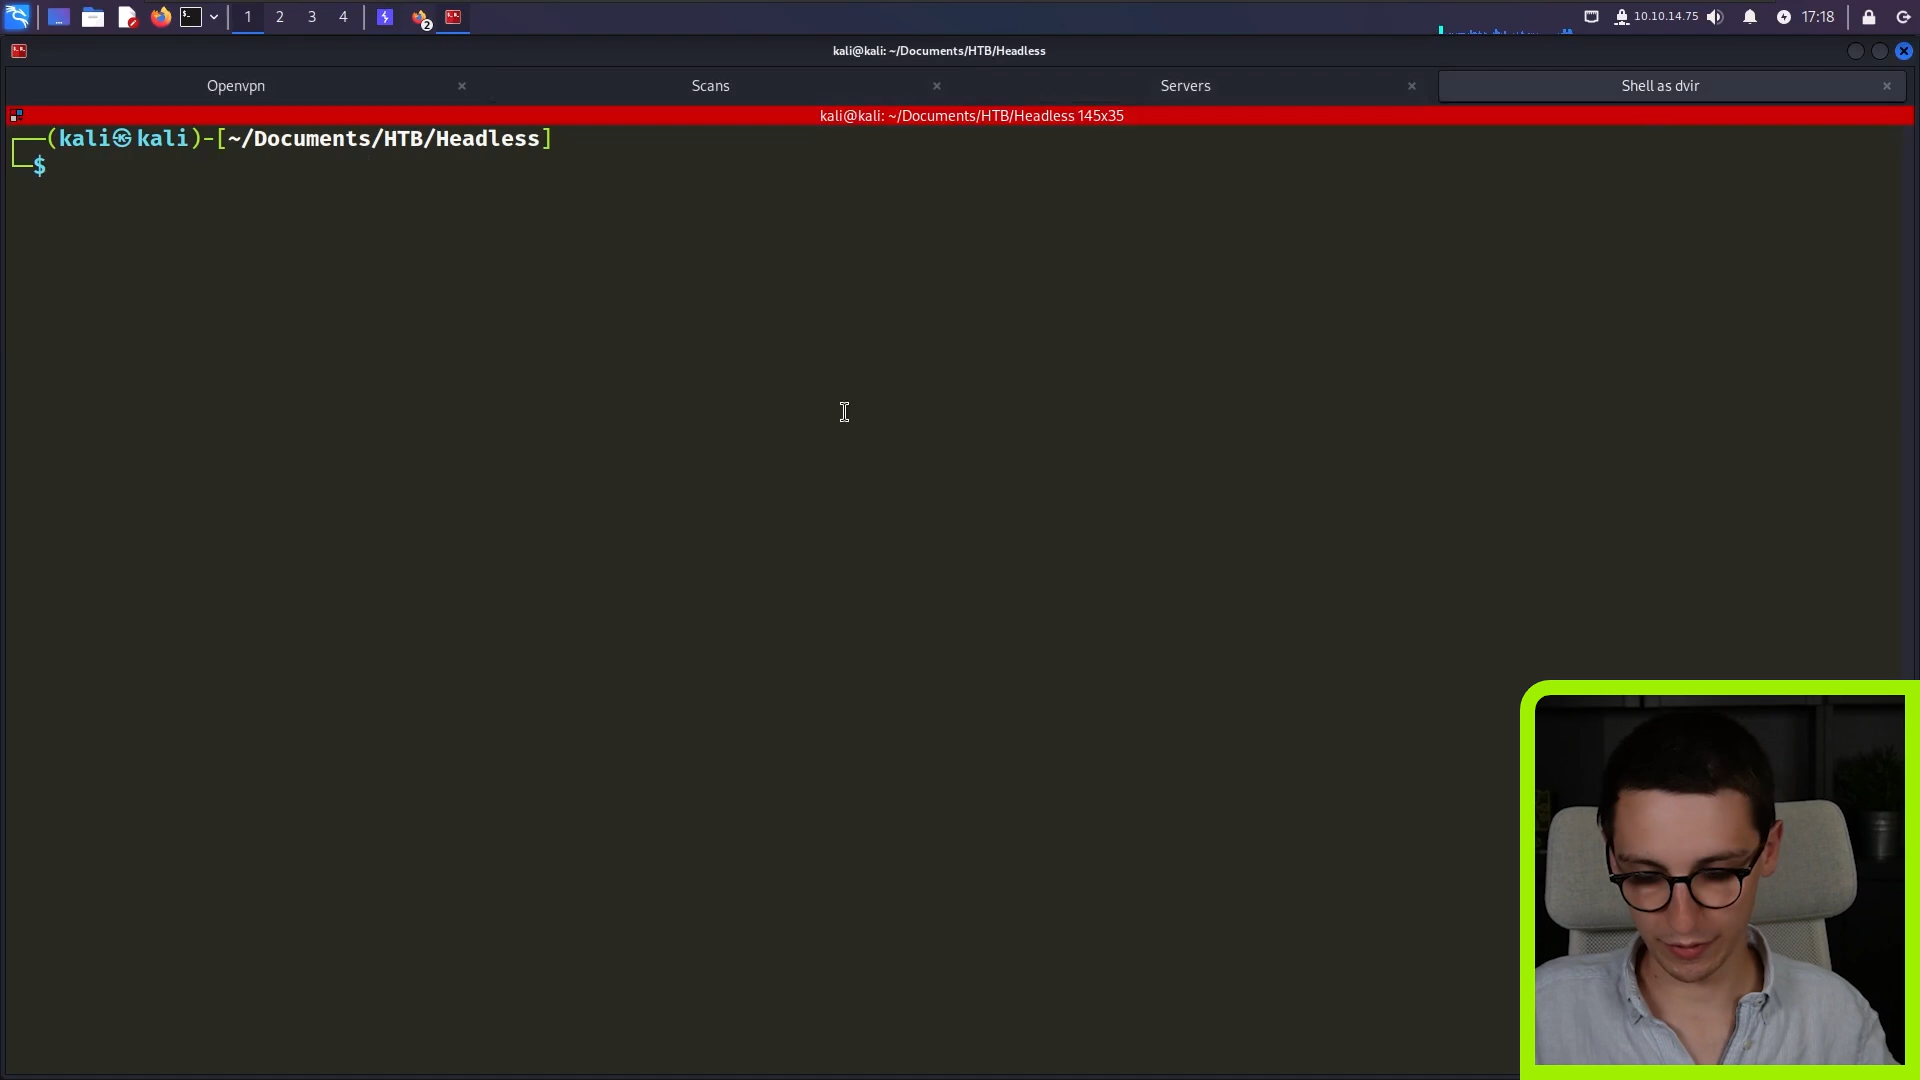 1 2 3 4 2 10.10.14.75 17:18
kali@kali: ~/Documents/HTB/Headless
Openvpn × Scans × Servers × Shell as dvir ×
kali@kali: ~/Documents/HTB/Headless 145x35
┌──(kali㉿kali)-[~/Documents/HTB/Headless]
└─$